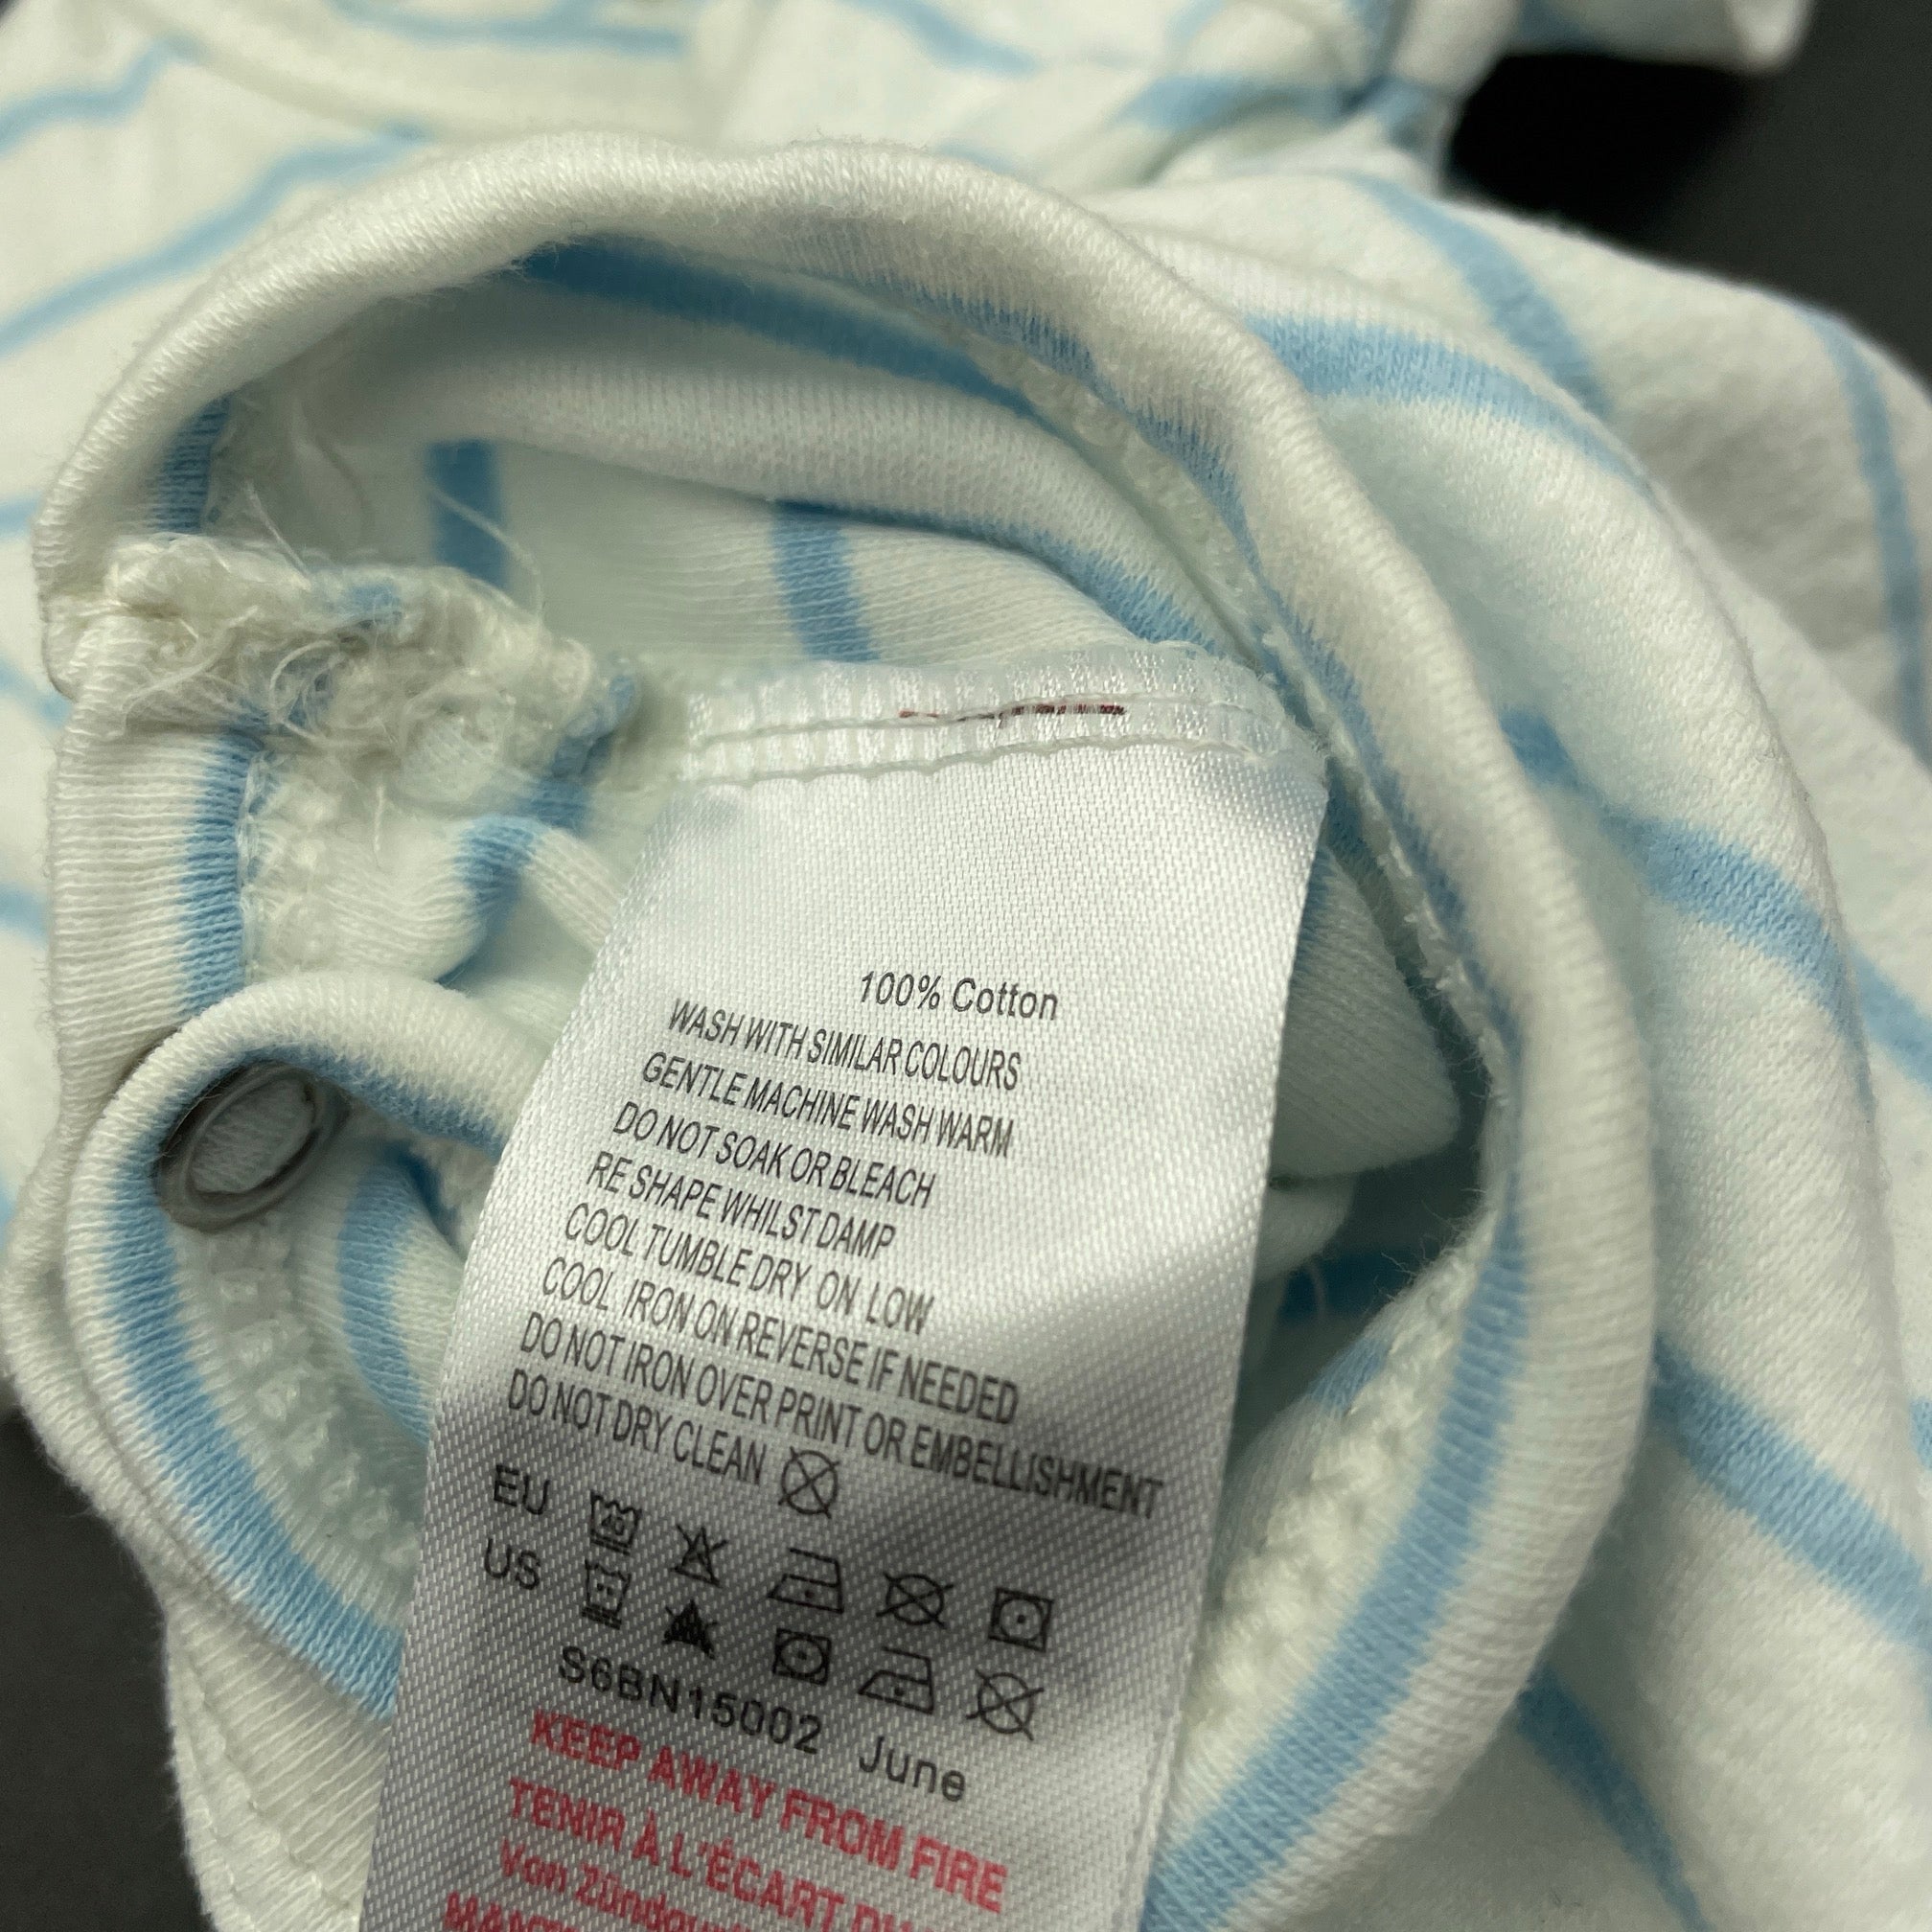 100% Cotton
WASH WITH SIMILAR COLOURS
GENTLE MACHINE WASH WARM
DO NOT SOAK OR BLEACH
RE SHAPE WHILST DAMP
COOL TUMBLE DRY ON LOW
COOL IRON ON REVERSE IF NEEDED
DO NOT IRON OVER PRINT OR EMBELLISHMENT
DO NOT DRY CLEAN
EU
US
S6BN15002 June
KEEP AWAY FROM FIRE
TENIR À L'ÉCART DU
Von